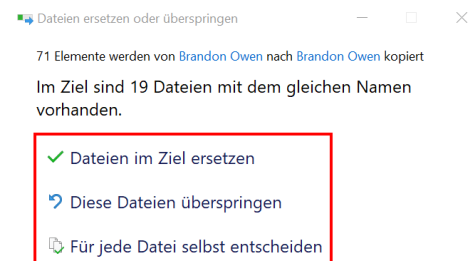 Dateien ersetzen oder überspringen
71 Elemente werden von Brandon Owen nach Brandon Owen kopiert
Im Ziel sind 19 Dateien mit dem gleichen Namen
vorhanden.
Dateien im Ziel ersetzen
Diese Dateien überspringen
Für jede Datei selbst entscheiden